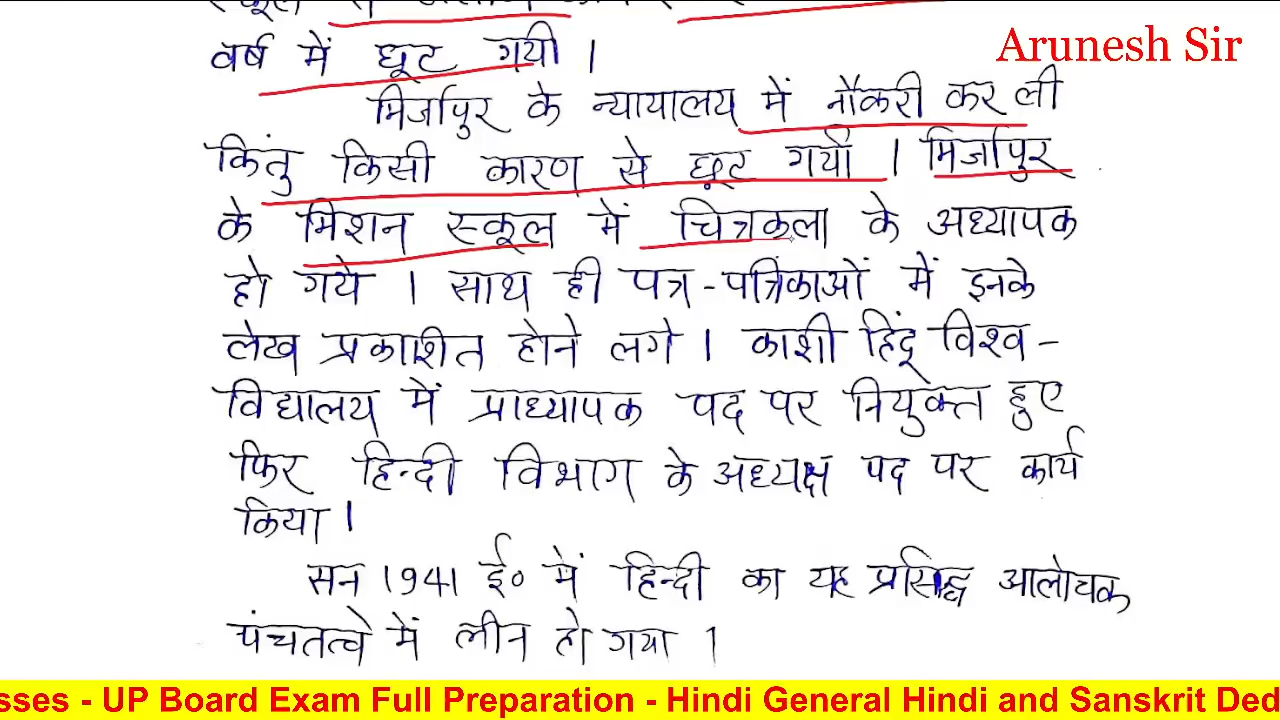 वर्ष में छूट गयी ।
Arunesh Sir
मिर्जापुर के न्यायालय में नौकरी कर ली
किंतु किसी कारण से छूट गयी । मिर्जापुर
के मिशन स्कूल में चित्रकला के अध्यापक
हो गये । साथ ही पत्र-पत्रिकाओं में इनके
लेख प्रकाशित होने लगे । काशी हिंदू विश्व-
विद्यालय में प्राध्यापक पद पर नियुक्त हुए
फिर हिन्दी विभाग के अध्यक्ष पद पर कार्य
किया ।
सन 1941 ई० में हिन्दी का यह प्रसिद्ध आलोचक
पंचतत्वे में लीन हो गया ।
sses - UP Board Exam Full Preparation - Hindi General Hindi and Sanskrit Ded